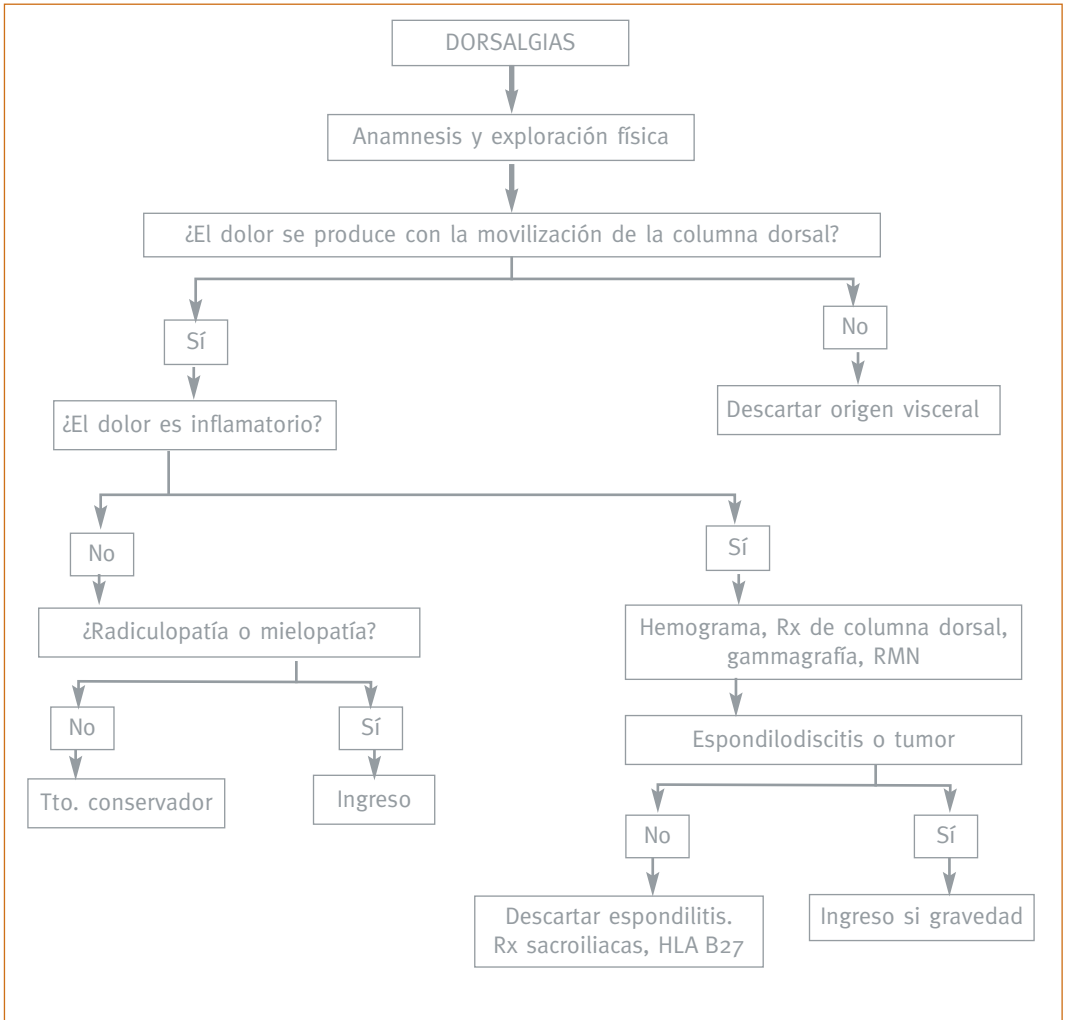 DORSALGIAS
Anamnesis y exploración física
¿El dolor se produce con la movilización de la columna dorsal?
Sí
No
¿El dolor es inflamatorio?
Descartar origen visceral
No
Sí
¿Radiculopatía o mielopatía?
Hemograma, Rx de columna dorsal,
gammagrafía, RMN
No
Sí
Espondilodiscitis o tumor
Tto. conservador
Ingreso
No
Sí
Descartar espondilitis.
Rx sacroiliacas, HLA B27
Ingreso si gravedad